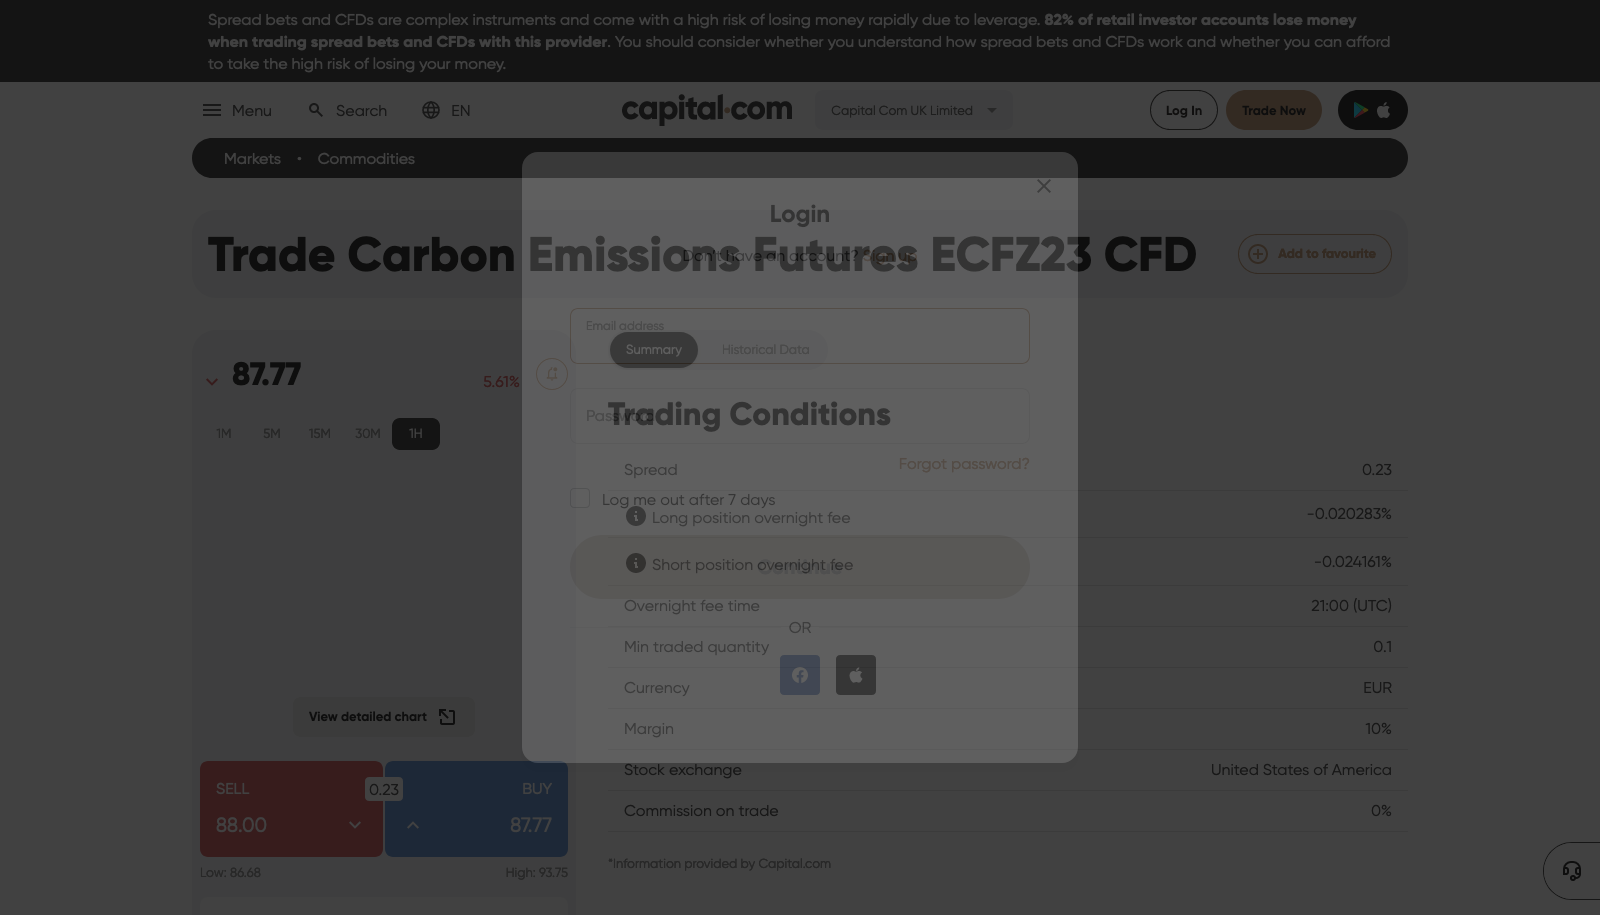 Spread bets and CFDs are complex instruments and come with a high risk of losing money rapidly due to leverage. 82% of retail investor accounts lose money
when trading spread bets and CFDs with this provider. You should consider whether you understand how spread bets and CFDs work and whether you can afford
to take the high risk of losing your money.
Menu
Search
EN
capital.com
Capital Com UK Limited
Log In
Trade Now
Markets • Commodities
Login
Trade Carbon Emissions Futures ECFZ23 CFD
Add to favourite
Don't have an account? Sign up
Email address
Summary
Historical Data
87.77
5.61%
1M
5M
15M
30M
1H
Password
Trading Conditions
Forgot password?
Spread
0.23
Log me out after 7 days
Long position overnight fee
-0.020283%
Short position overnight fee
-0.024161%
Continue
Overnight fee time
21:00 (UTC)
OR
Min traded quantity
0.1
Currency
EUR
Margin
10%
Stock exchange
United States of America
Commission on trade
0%
*Information provided by Capital.com
View detailed chart
SELL
0.23
BUY
88.00
87.77
Low: 86.68
High: 93.75